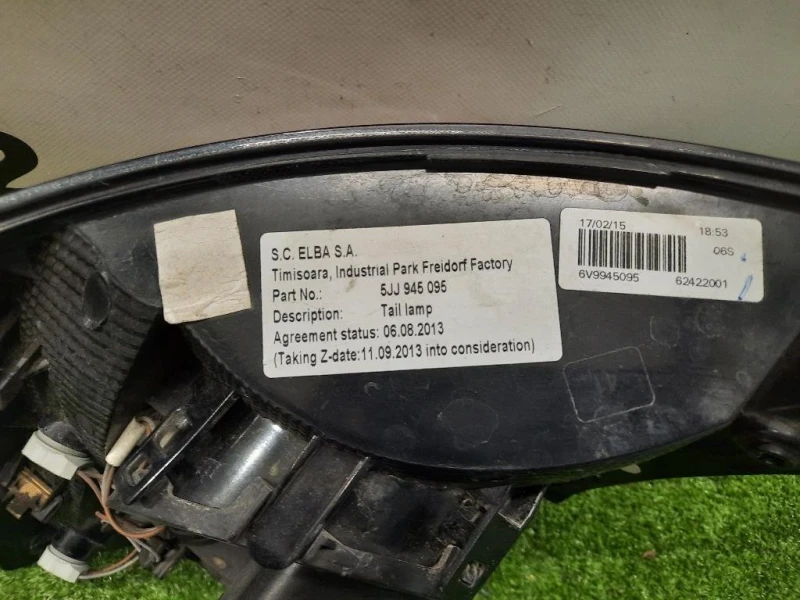 S.C. ELBA S.A.
Timisoara, Industrial Park Freidorf Factory
Part No.: 5JJ 945 095
Description: Tail lamp
Agreement status: 06.08.2013
(Taking Z-date:11.09.2013 into consideration)
17/02/15 18:53
06S
6V9945095 62422001